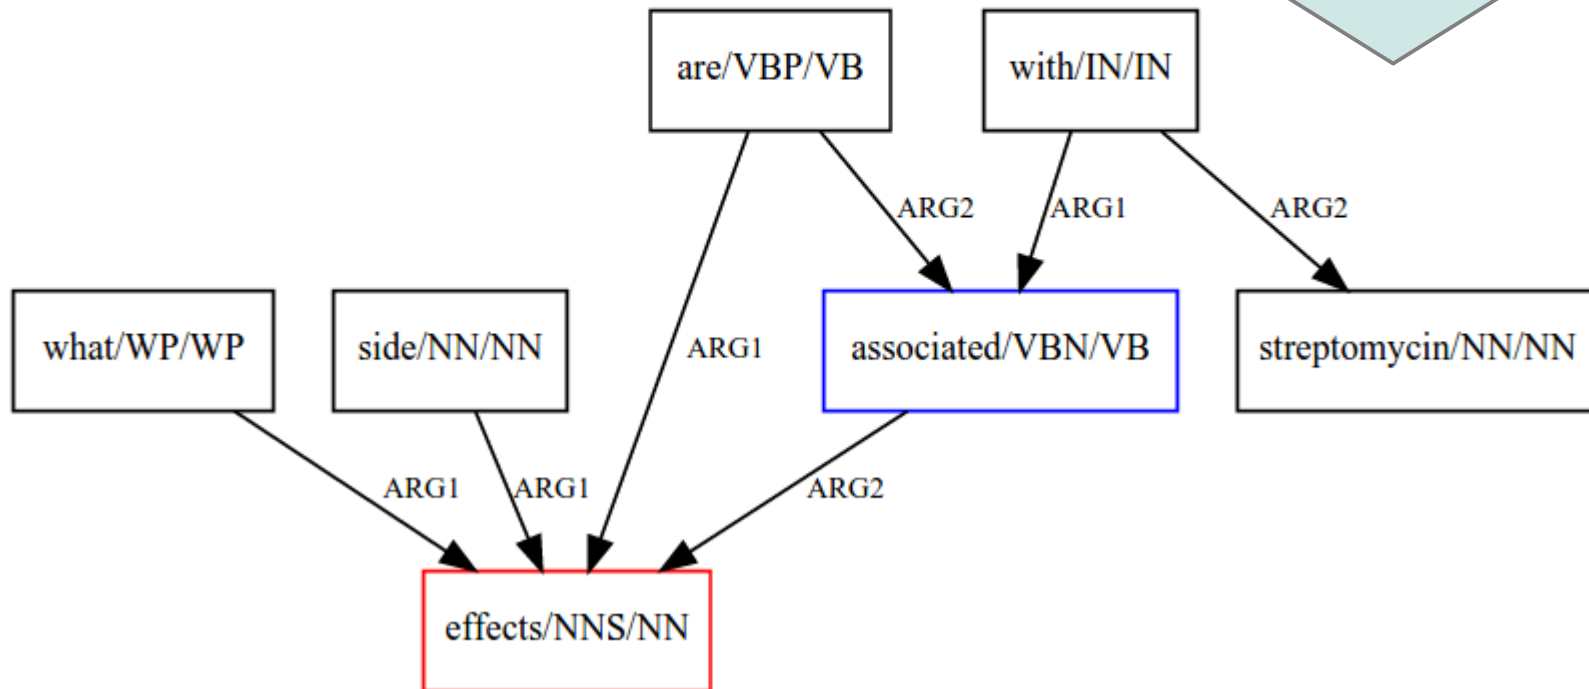 are/VBP/VB
with/IN/IN
ARG2
ARG1
ARG2
what/WP/WP
side/NN/NN
ARG1
associated/VBN/VB
streptomycin/NN/NN
ARG1
ARG1
ARG2
effects/NNS/NN